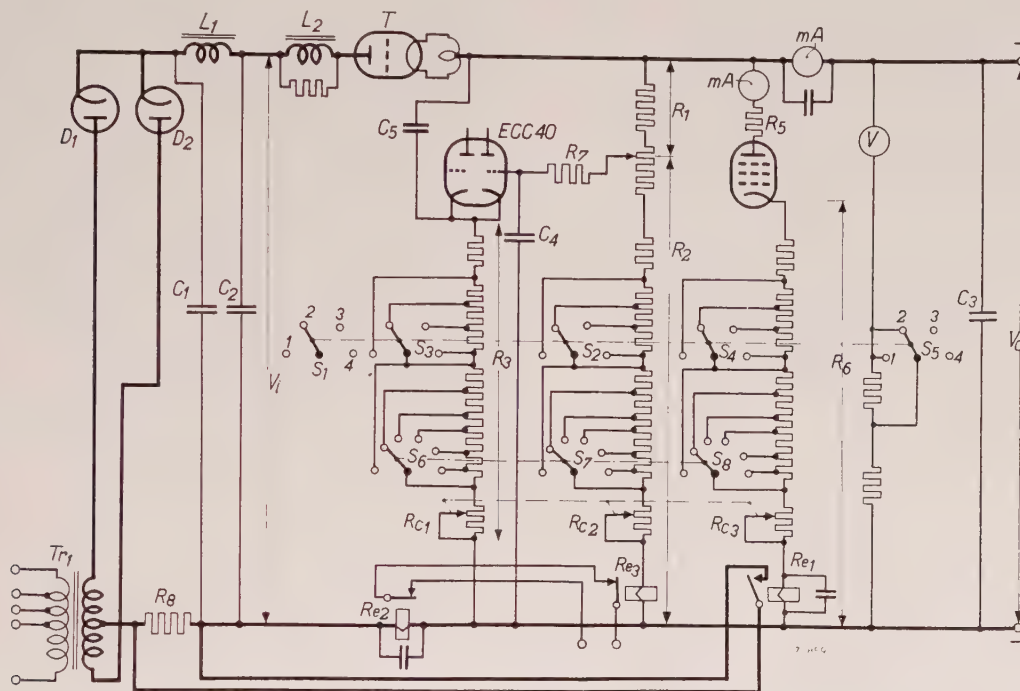 L1
L2
T
mA
mA
D1
D2
C5
ECC40
R7
R1
R5
V
C4
R2
C1
C2
C3
2
3
1
4
S1
S3
R3
S2
S4
R6
2
3
1
4
S5
Vi
S6
S7
S8
RC1
RC2
RC3
Tr1
R8
Re2
Re3
Re1